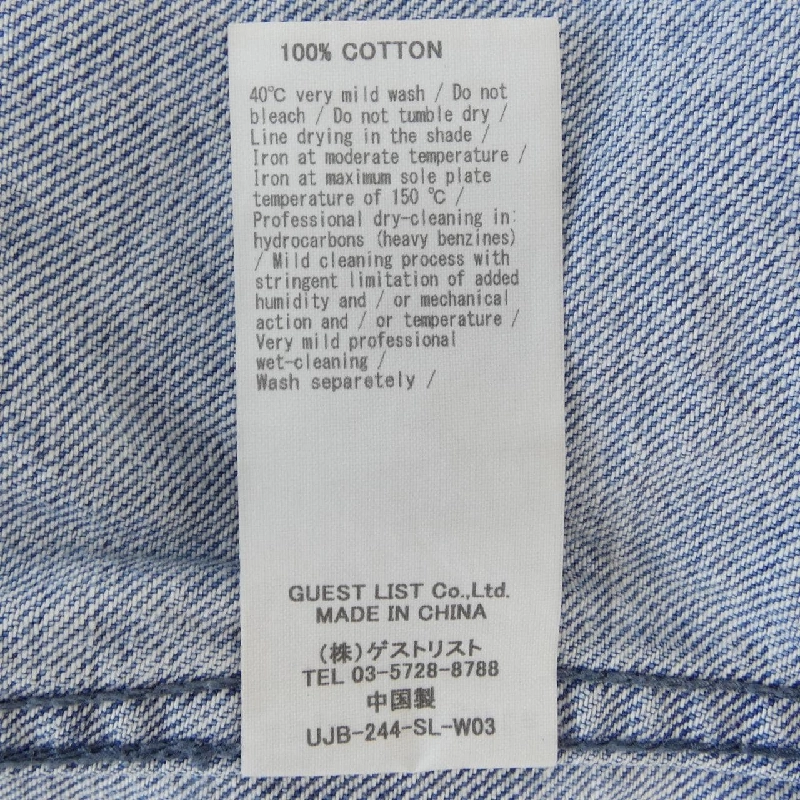 100% COTTON
40℃ very mild wash / Do not
bleach / Do not tumble dry /
Line drying in the shade /
Iron at moderate temperature /
Iron at maximum sole plate
temperature of 150 ℃ /
Professional dry-cleaning in:
hydrocarbons (heavy benzines)
/ Mild cleaning process with
stringent limitation of added
humidity and / or mechanical
action and / or temperature /
Very mild professional
wet-cleaning /
Wash separetely /
GUEST LIST Co.,Ltd.
MADE IN CHINA
(株)ゲストリスト
TEL 03-5728-8788
中国製
UJB-244-SL-W03